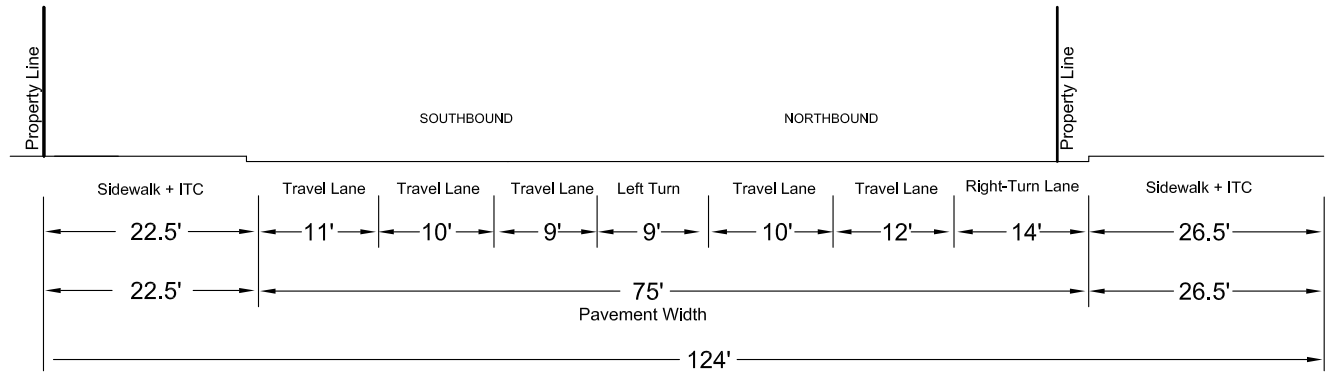 Property Line
Property Line
SOUTHBOUND NORTHBOUND
Sidewalk + ITC Travel Lane Travel Lane Travel Lane Left Turn Travel Lane Travel Lane Right-Turn Lane Sidewalk + ITC
22.5' 11' 10' 9' 9' 10' 12' 14' 26.5'
22.5' 75' 26.5'
Pavement Width
124'